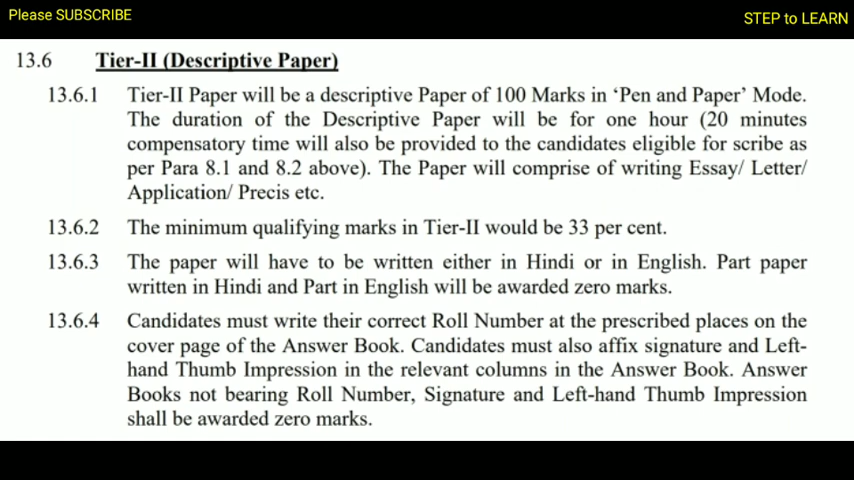 Please SUBSCRIBE
STEP to LEARN
13.6 Tier-II (Descriptive Paper)
13.6.1 Tier-II Paper will be a descriptive Paper of 100 Marks in ‘Pen and Paper’ Mode.
The duration of the Descriptive Paper will be for one hour (20 minutes
compensatory time will also be provided to the candidates eligible for scribe as
per Para 8.1 and 8.2 above). The Paper will comprise of writing Essay/ Letter/
Application/ Precis etc.
13.6.2 The minimum qualifying marks in Tier-II would be 33 per cent.
13.6.3 The paper will have to be written either in Hindi or in English. Part paper
written in Hindi and Part in English will be awarded zero marks.
13.6.4 Candidates must write their correct Roll Number at the prescribed places on the
cover page of the Answer Book. Candidates must also affix signature and Left-
hand Thumb Impression in the relevant columns in the Answer Book. Answer
Books not bearing Roll Number, Signature and Left-hand Thumb Impression
shall be awarded zero marks.